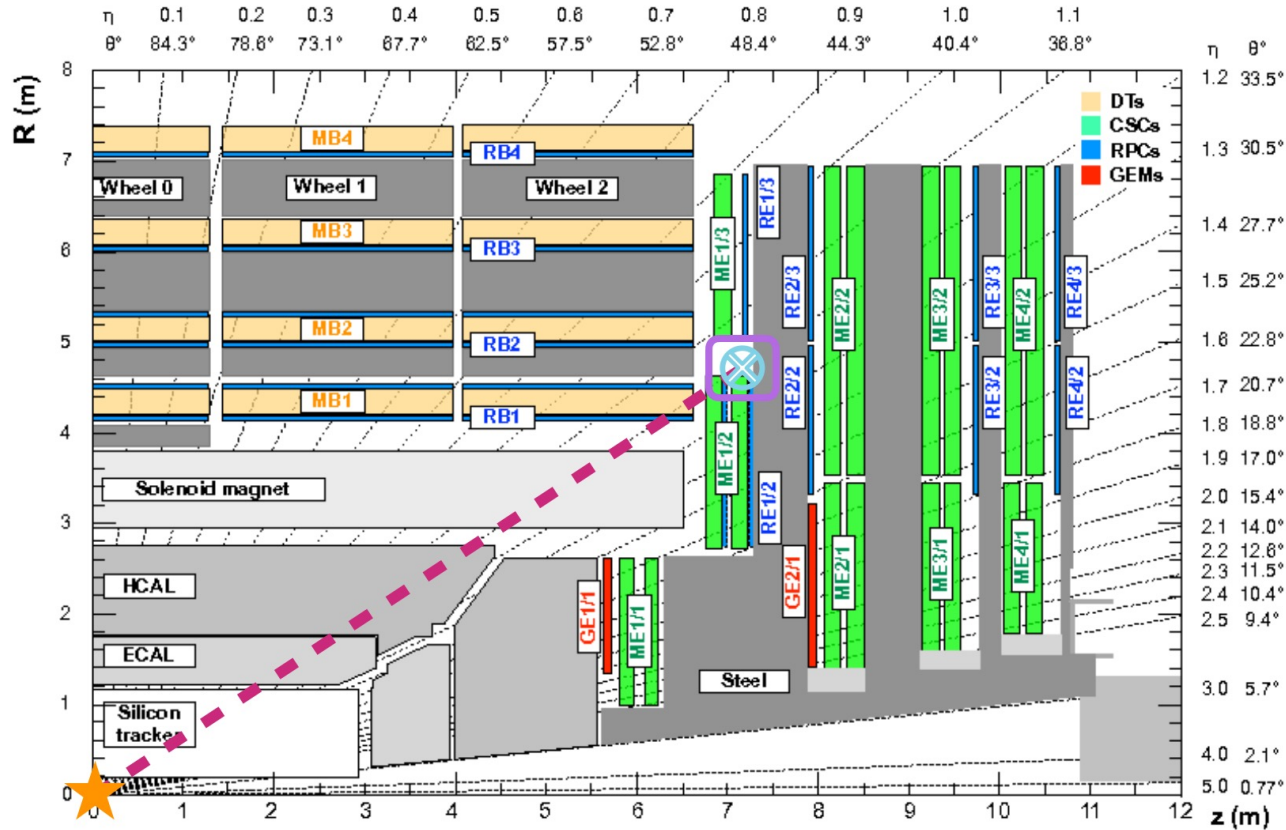 η 0.1 0.2 0.3 0.4 0.5 0.6 0.7 0.8 0.9 1.0 1.1
θ° 84.3° 78.6° 73.1° 67.7° 62.5° 57.5° 52.8° 48.4° 44.3° 40.4° 36.8° η θ°
R (m)
8
7
6
5
4
3
2
1
0
1.2 33.5°
1.3 30.5°
1.4 27.7°
1.5 25.2°
1.6 22.8°
1.7 20.7°
1.8 18.8°
1.9 17.0°
2.0 15.4°
2.1 14.0°
2.2 12.6°
2.3 11.5°
2.4 10.4°
2.5 9.4°
3.0 5.7°
4.0 2.1°
5.0 0.77°
DTs
CSCs
RPCs
GEMs
MB4
RB4
Wheel 0
Wheel 1
Wheel 2
MB3
RB3
MB2
RB2
MB1
RB1
Solenoid magnet
HCAL
ECAL
Silicon
tracker
Steel
ME1/3
RE1/3
ME1/2
RE1/2
GE1/1
ME1/1
RE2/3
RE2/2
GE2/1
ME2/2
ME2/1
ME3/2
ME3/1
RE3/3
RE3/2
ME4/2
ME4/1
RE4/3
RE4/2
0 1 2 3 4 5 6 7 8 9 10 11 12
z (m)